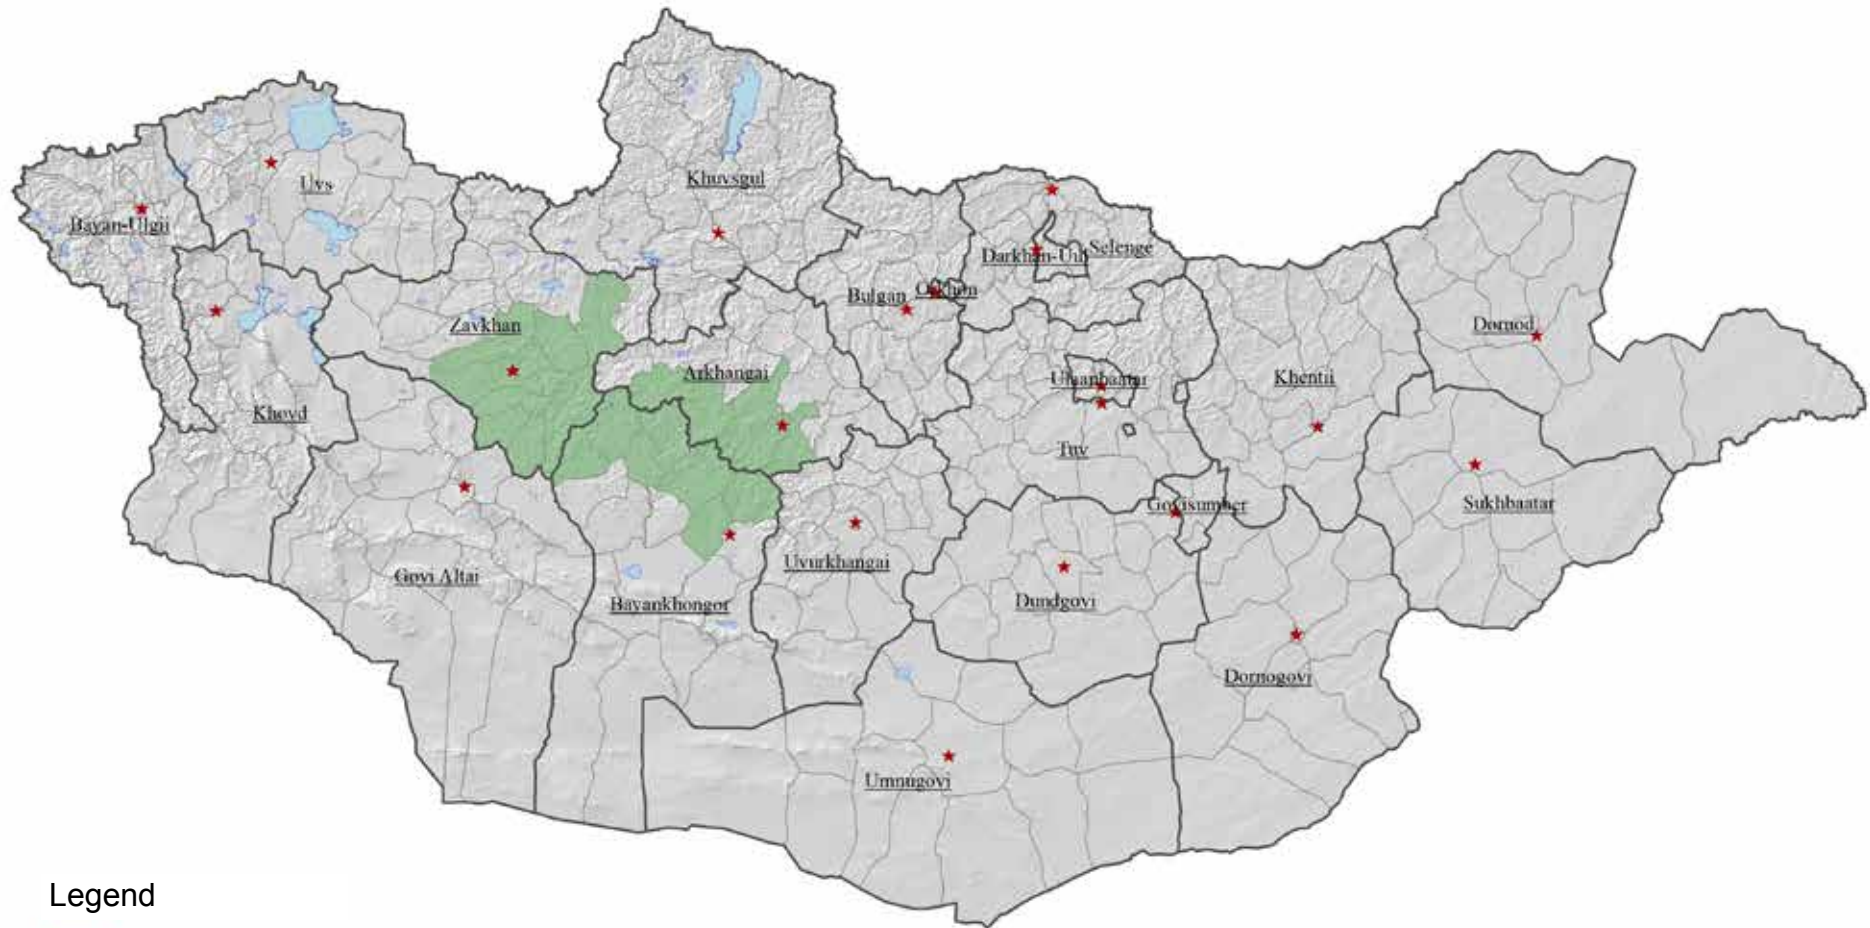 Khuvsgul
Uvs
Bayan-Ulgii
Selenge
Darkhan-Uul
Orkhon
Bulgan
Zavkhan
Dornod
Arkhangai
Ulaanbaatar
Khentii
Khovd
Tuv
Govisumber
Sukhbaatar
Uvurkhangai
Govi Altai
Bayankhongor
Dundgovi
Dornogovi
Umnugovi
Legend